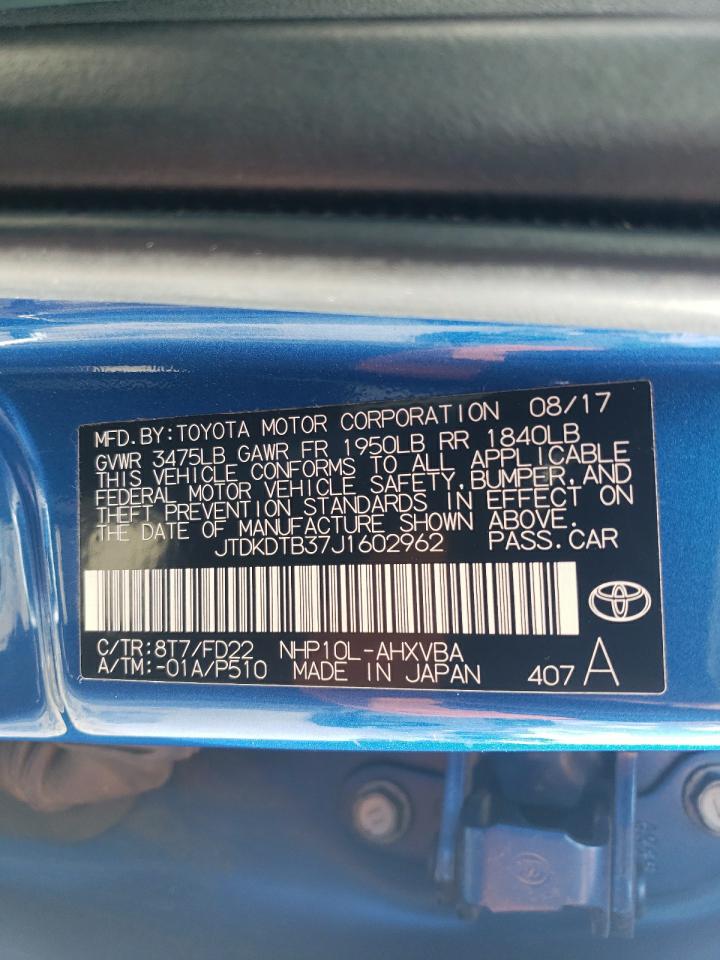 MFD.BY:TOYOTA MOTOR CORPORATION 08/17
GVWR 3475LB GAWR FR 1950LB RR 1840LB
THIS VEHICLE CONFORMS TO ALL APPLICABLE
FEDERAL MOTOR VEHICLE SAFETY,BUMPER,AND
THEFT PREVENTION STANDARDS IN EFFECT ON
THE DATE OF MANUFACTURE SHOWN ABOVE.
JTDKDTB37J1602962 PASS.CAR
C/TR:8T7/FD22 NHP10L-AHXVBA
A/TM:-01A/P510 MADE IN JAPAN 407 A